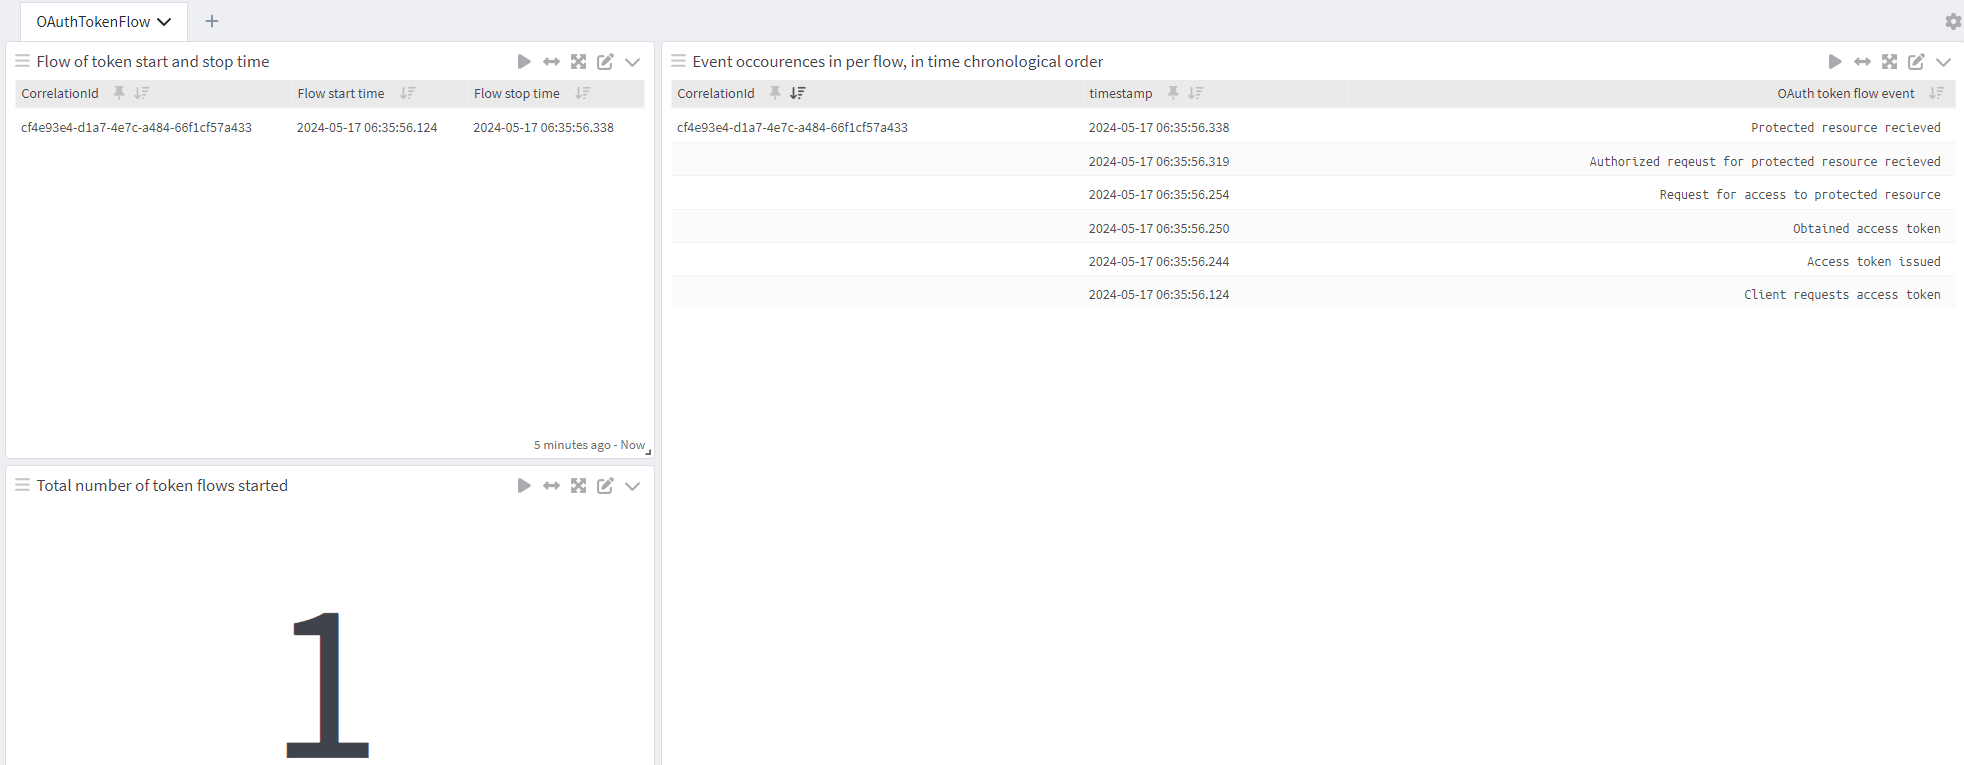 OAuthTokenFlow
Flow of token start and stop time
CorrelationId Flow start time Flow stop time
cf4e93e4-d1a7-4e7c-a484-66f1cf57a433 2024-05-17 06:35:56.124 2024-05-17 06:35:56.338
5 minutes ago - Now
Total number of token flows started
1
Event occourences in per flow, in time chronological order
CorrelationId timestamp OAuth token flow event
cf4e93e4-d1a7-4e7c-a484-66f1cf57a433 2024-05-17 06:35:56.338 Protected resource recieved
2024-05-17 06:35:56.319 Authorized reqeust for protected resource recieved
2024-05-17 06:35:56.254 Request for access to protected resource
2024-05-17 06:35:56.250 Obtained access token
2024-05-17 06:35:56.244 Access token issued
2024-05-17 06:35:56.124 Client requests access token